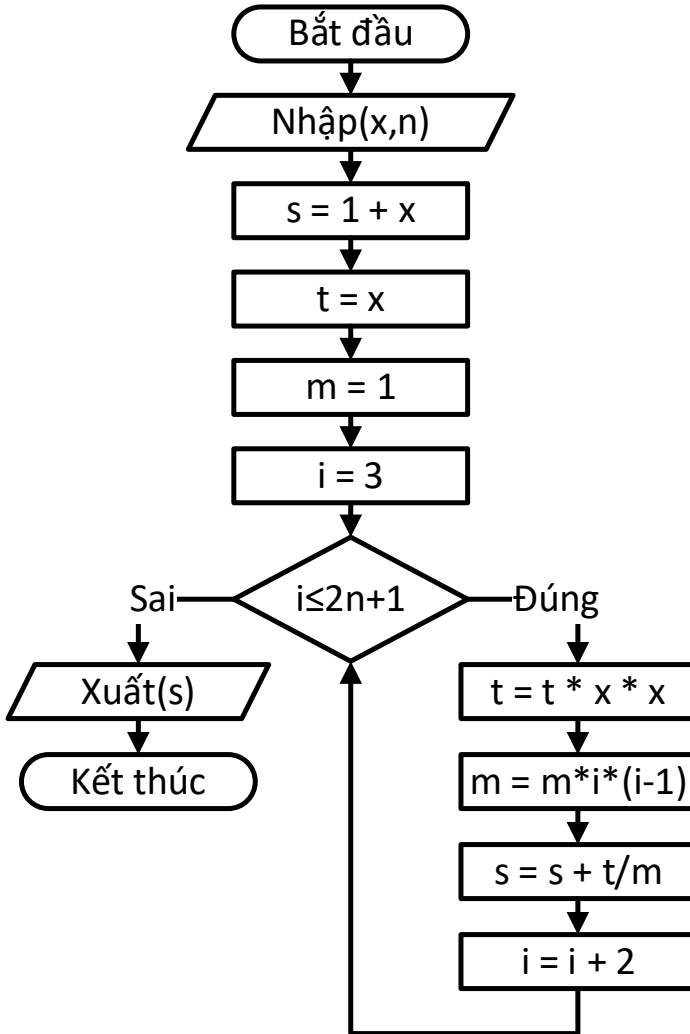 Bắt đầu
Nhập(x,n)
s = 1 + x
t = x
m = 1
i = 3
i≤2n+1
Sai
Đúng
Xuất(s)
Kết thúc
t = t * x * x
m = m*i*(i-1)
s = s + t/m
i = i + 2